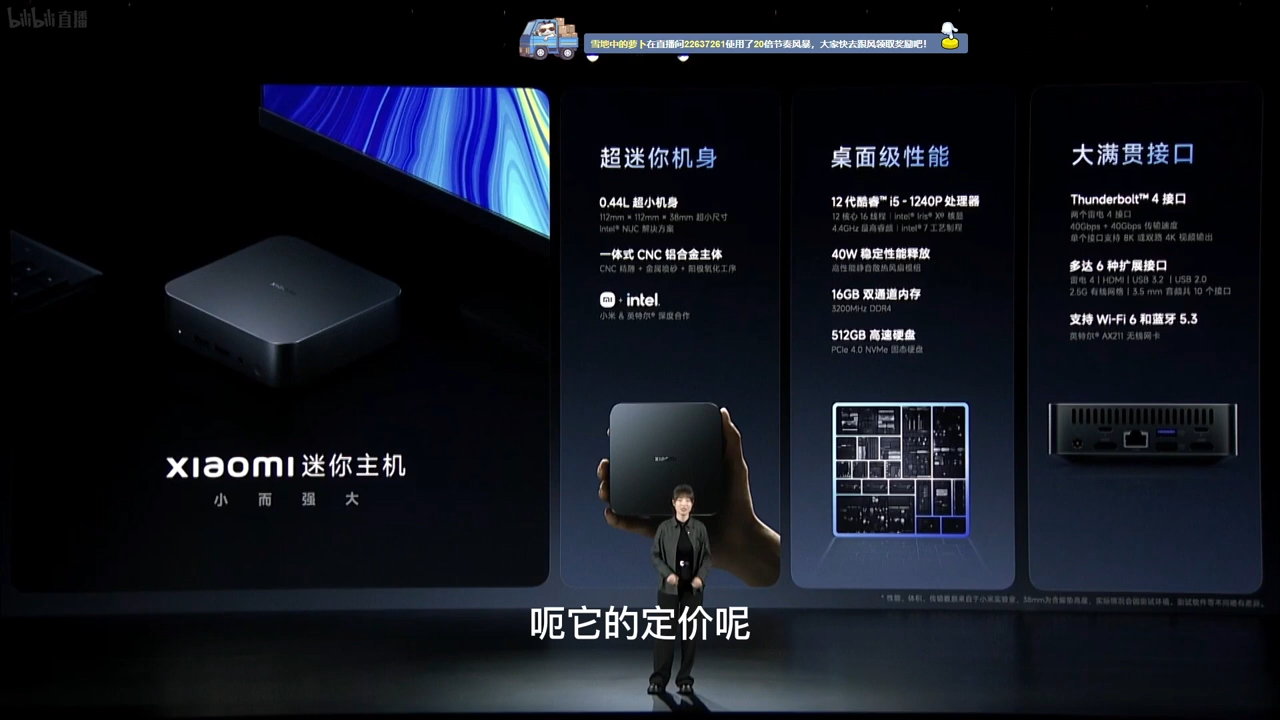 bilibili 直播
雪地中的萝卜在直播间22637261使用了20倍节奏风暴，大家快去跟风领取奖励吧！
xiaomi 迷你主机
小而强大
超迷你机身
0.44L 超小机身
112mm × 112mm × 38mm 超小尺寸
Intel® NUC 解决方案
一体式 CNC 铝合金主体
CNC 精雕 + 金属喷砂 + 阳极氧化工序
mi + intel.
小米 & 英特尔® 深度合作
桌面级性能
12 代酷睿™ i5 - 1240P 处理器
12 核心 16 线程 | intel® Iris® Xᵉ 核显
4.4GHz 最高睿频 | intel® 7 工艺制程
40W 稳定性能释放
高性能静音散热风扇模组
16GB 双通道内存
3200MHz DDR4
512GB 高速硬盘
PCIe 4.0 NVMe 固态硬盘
大满贯接口
Thunderbolt™ 4 接口
两个雷电 4 接口
40Gbps + 40Gbps 传输速度
单个接口支持 8K 或双路 4K 视频输出
多达 6 种扩展接口
雷电 4 | HDMI | USB 3.2 | USB 2.0
2.5G 有线网络 | 3.5 mm 音频共 10 个接口
支持 Wi-Fi 6 和蓝牙 5.3
英特尔® AX211 无线网卡
呃它的定价呢